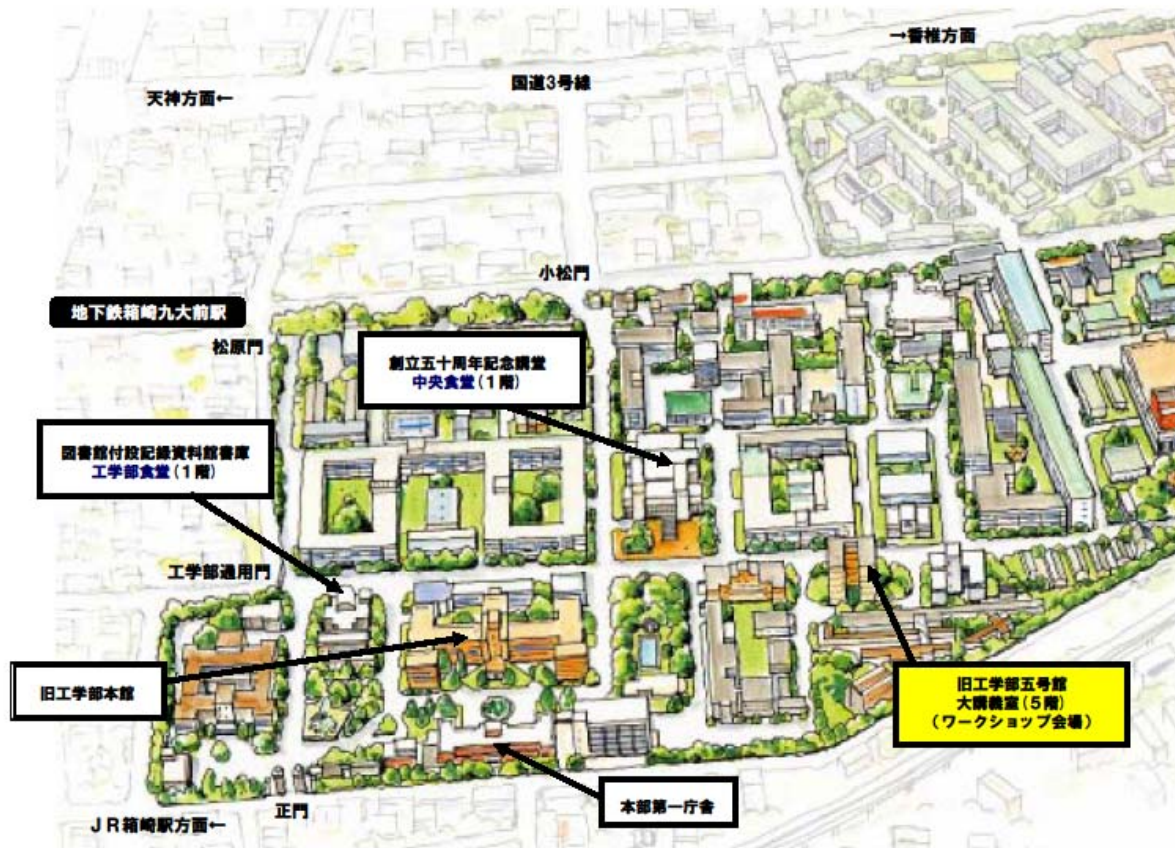 →香椎方面
国道3号線
天神方面←
小松門
地下鉄箱崎九大前駅
松原門
創立五十周年記念講堂
中央食堂(1階)
図書館付設記録資料館書庫
工学部食堂(1階)
工学部通用門
旧工学部本館
旧工学部五号館
大講義室(5階)
(ワークショップ会場)
本部第一庁舎
正門
JR箱崎駅方面←